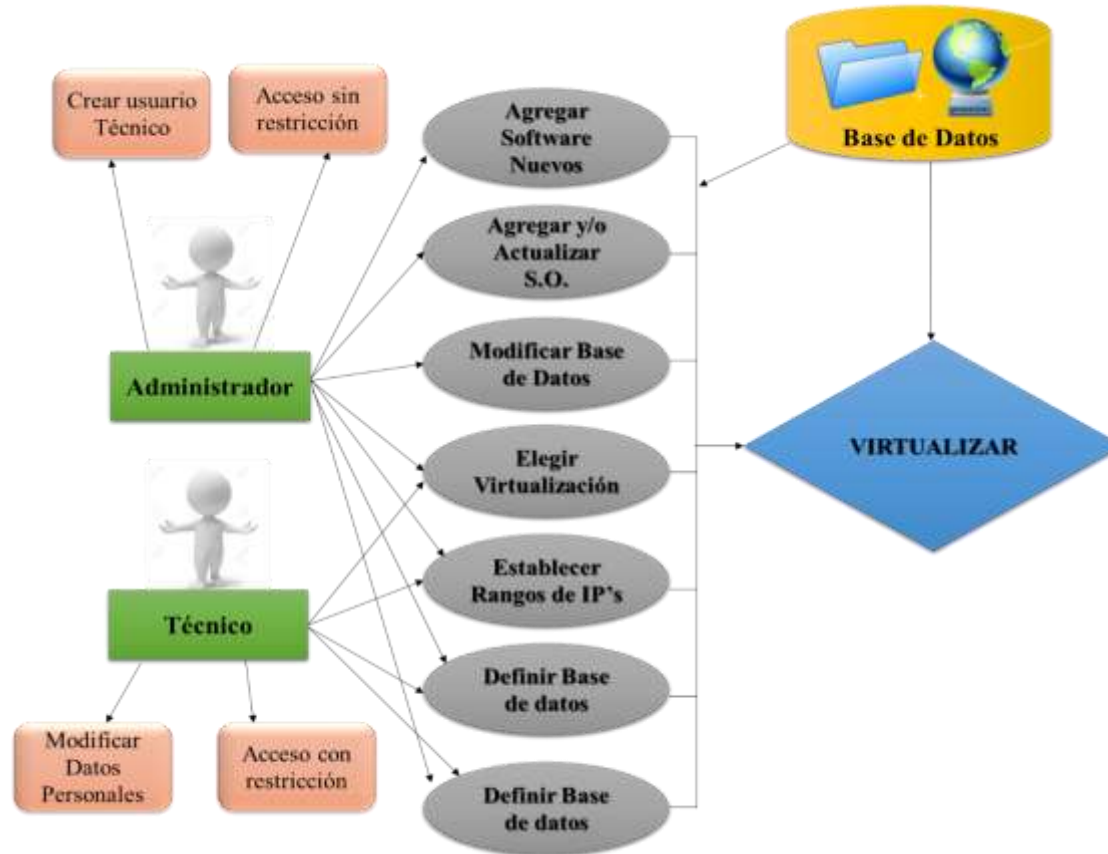 Crear usuario
Técnico
Acceso sin
restricción
Agregar
Software
Nuevos
Base de Datos
Agregar y/o
Actualizar
S.O.
Administrador
Modificar Base
de Datos
Elegir
Virtualización
VIRTUALIZAR
Técnico
Establecer
Rangos de IP’s
Definir Base
de datos
Modificar
Datos
Personales
Acceso con
restricción
Definir Base
de datos